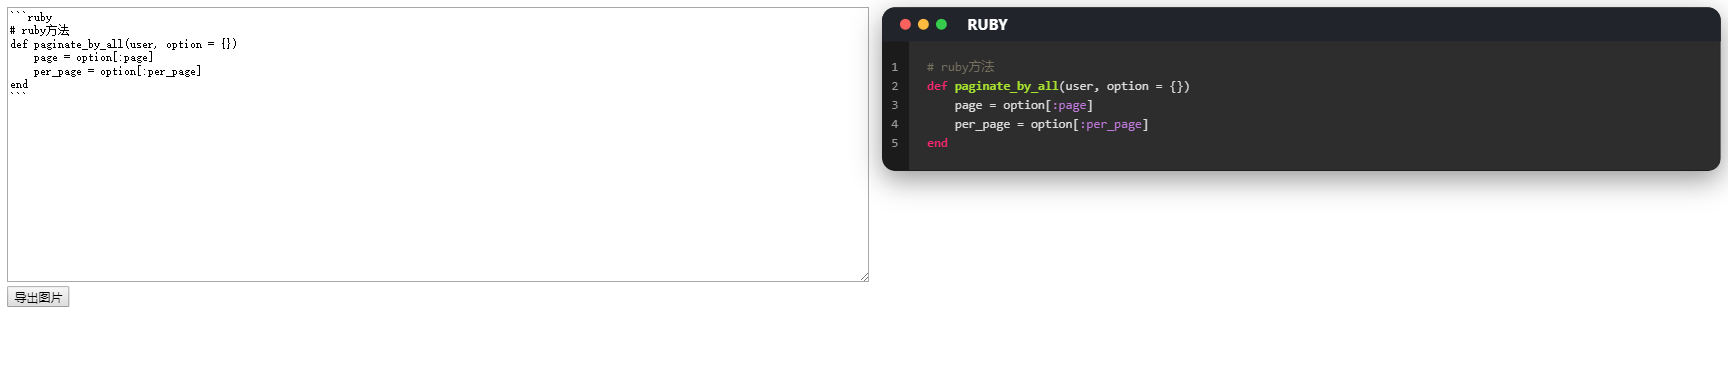 ```ruby
# ruby方法
def paginate_by_all(user, option = {})
    page = option[:page]
    per_page = option[:per_page]
end
```
导出图片
RUBY
1 # ruby方法
2 def paginate_by_all(user, option = {})
3     page = option[:page]
4     per_page = option[:per_page]
5 end